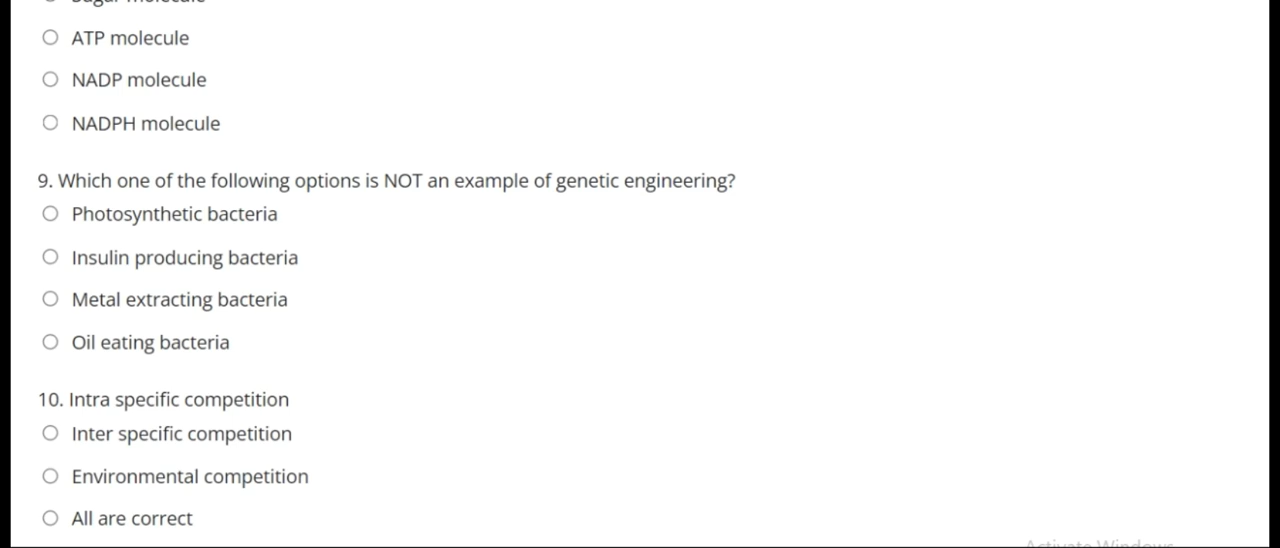 ATP molecule
NADP molecule
NADPH molecule
9. Which one of the following options is NOT an example of genetic engineering?
Photosynthetic bacteria
Insulin producing bacteria
Metal extracting bacteria
Oil eating bacteria
10. Intra specific competition
Inter specific competition
Environmental competition
All are correct